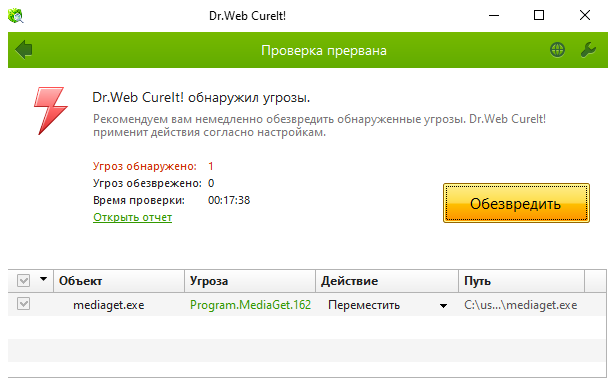 Dr.Web CureIt!
Проверка прервана
Dr.Web CureIt! обнаружил угрозы.
Рекомендуем вам немедленно обезвредить обнаруженные угрозы. Dr.Web CureIt!
применит действия согласно настройкам.
Угроз обнаружено: 1
Угроз обезврежено: 0
Время проверки: 00:17:38
Открыть отчет
Обезвредить
Объект Угроза Действие Путь
mediaget.exe Program.MediaGet.162 Переместить C:\us...\mediaget.exe